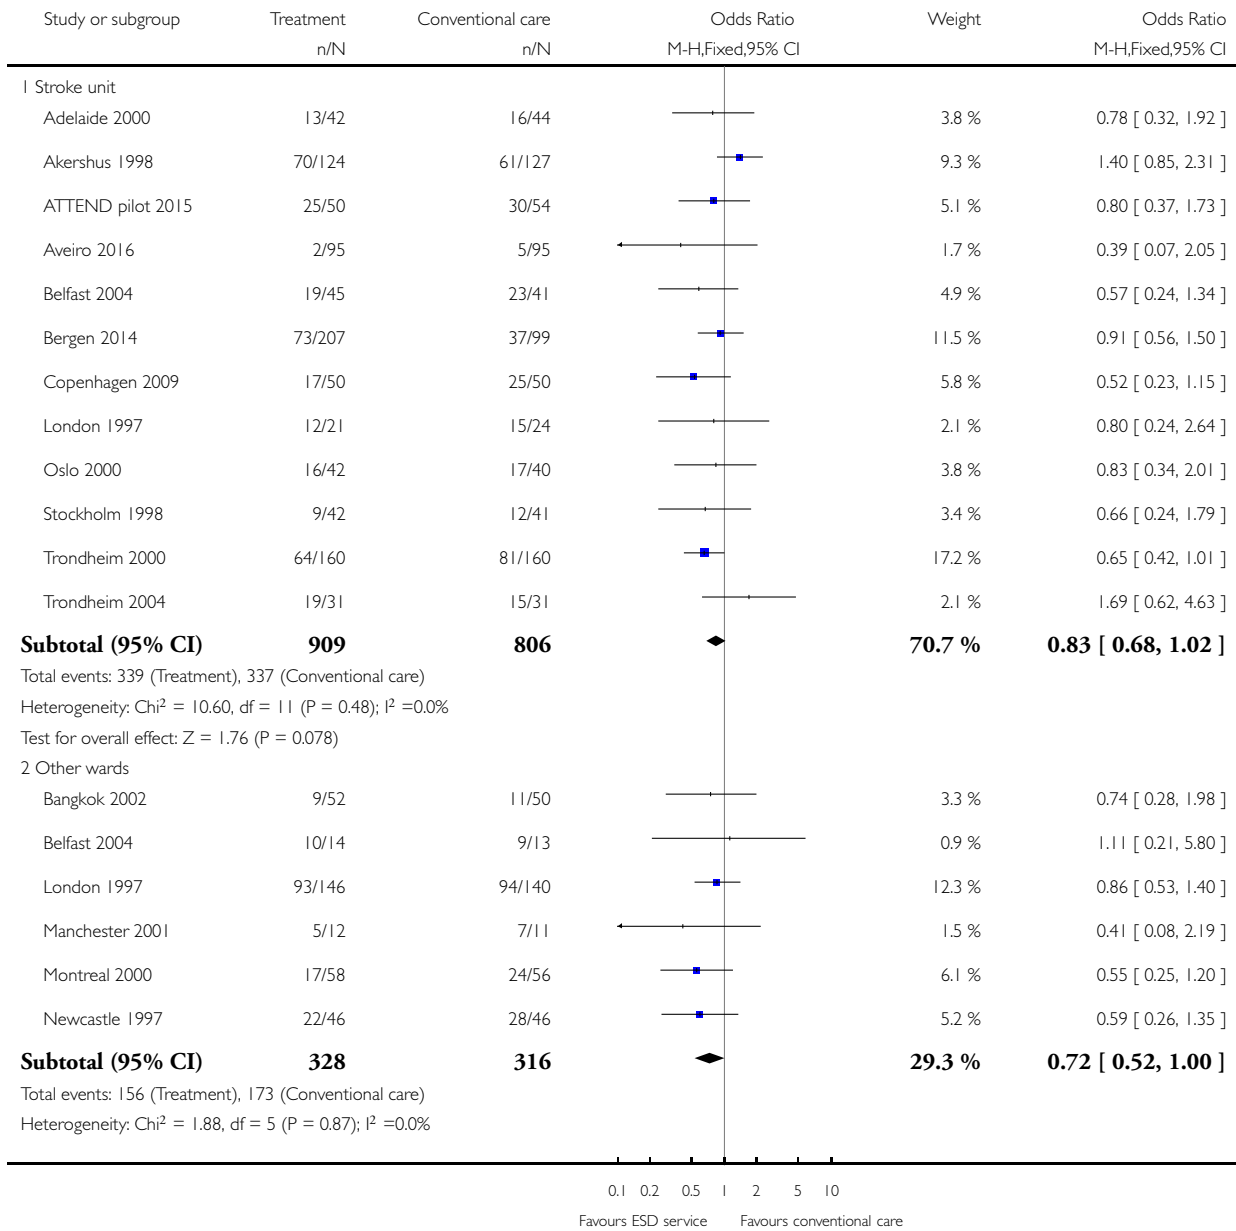 Study or subgroup Treatment Conventional care Odds Ratio Weight Odds Ratio
n/N n/N M-H,Fixed,95% CI M-H,Fixed,95% CI
1 Stroke unit
Adelaide 2000 13/42 16/44 3.8 % 0.78 [ 0.32, 1.92 ]
Akershus 1998 70/124 61/127 9.3 % 1.40 [ 0.85, 2.31 ]
ATTEND pilot 2015 25/50 30/54 5.1 % 0.80 [ 0.37, 1.73 ]
Aveiro 2016 2/95 5/95 1.7 % 0.39 [ 0.07, 2.05 ]
Belfast 2004 19/45 23/41 4.9 % 0.57 [ 0.24, 1.34 ]
Bergen 2014 73/207 37/99 11.5 % 0.91 [ 0.56, 1.50 ]
Copenhagen 2009 17/50 25/50 5.8 % 0.52 [ 0.23, 1.15 ]
London 1997 12/21 15/24 2.1 % 0.80 [ 0.24, 2.64 ]
Oslo 2000 16/42 17/40 3.8 % 0.83 [ 0.34, 2.01 ]
Stockholm 1998 9/42 12/41 3.4 % 0.66 [ 0.24, 1.79 ]
Trondheim 2000 64/160 81/160 17.2 % 0.65 [ 0.42, 1.01 ]
Trondheim 2004 19/31 15/31 2.1 % 1.69 [ 0.62, 4.63 ]
Subtotal (95% CI) 909 806 70.7 % 0.83 [ 0.68, 1.02 ]
Total events: 339 (Treatment), 337 (Conventional care)
Heterogeneity: Chi² = 10.60, df = 11 (P = 0.48); I² =0.0%
Test for overall effect: Z = 1.76 (P = 0.078)
2 Other wards
Bangkok 2002 9/52 11/50 3.3 % 0.74 [ 0.28, 1.98 ]
Belfast 2004 10/14 9/13 0.9 % 1.11 [ 0.21, 5.80 ]
London 1997 93/146 94/140 12.3 % 0.86 [ 0.53, 1.40 ]
Manchester 2001 5/12 7/11 1.5 % 0.41 [ 0.08, 2.19 ]
Montreal 2000 17/58 24/56 6.1 % 0.55 [ 0.25, 1.20 ]
Newcastle 1997 22/46 28/46 5.2 % 0.59 [ 0.26, 1.35 ]
Subtotal (95% CI) 328 316 29.3 % 0.72 [ 0.52, 1.00 ]
Total events: 156 (Treatment), 173 (Conventional care)
Heterogeneity: Chi² = 1.88, df = 5 (P = 0.87); I² =0.0%
0.1 0.2 0.5 1 2 5 10
Favours ESD service Favours conventional care